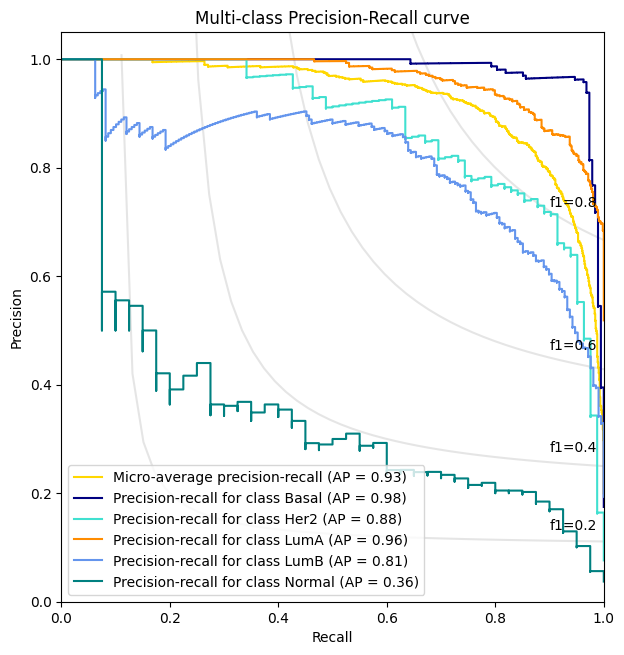 Multi-class Precision-Recall curve
1.0
0.8
0.6
0.4
0.2
0.0
Precision
f1=0.8
f1=0.6
f1=0.4
f1=0.2
Micro-average precision-recall (AP = 0.93)
Precision-recall for class Basal (AP = 0.98)
Precision-recall for class Her2 (AP = 0.88)
Precision-recall for class LumA (AP = 0.96)
Precision-recall for class LumB (AP = 0.81)
Precision-recall for class Normal (AP = 0.36)
0.0 0.2 0.4 0.6 0.8 1.0
Recall